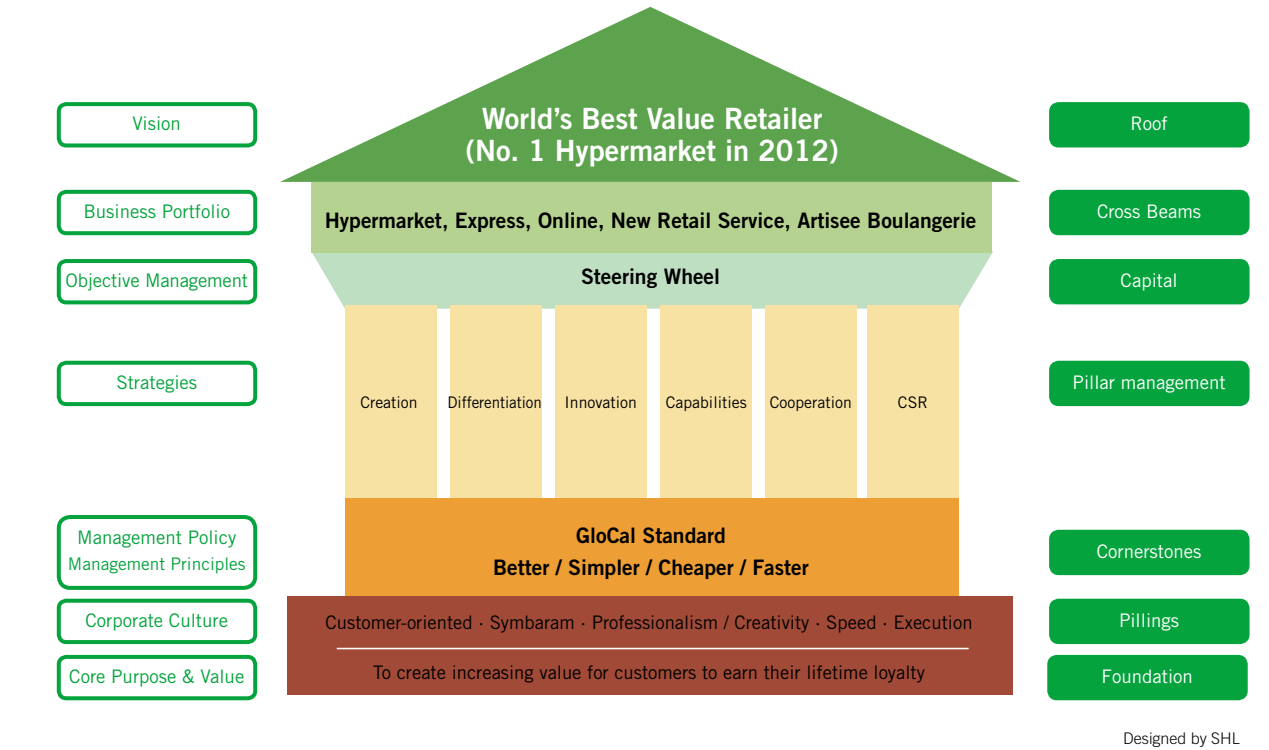 World's Best Value Retailer
(No. 1 Hypermarket in 2012)
Vision
Roof
Business Portfolio
Hypermarket, Express, Online, New Retail Service, Artisee Boulangerie
Cross Beams
Objective Management
Steering Wheel
Capital
Strategies
Pillar management
Creation
Differentiation
Innovation
Capabilities
Cooperation
CSR
Management Policy
Management Principles
GloCal Standard
Better / Simpler / Cheaper / Faster
Cornerstones
Corporate Culture
Customer-oriented · Symbaram · Professionalism / Creativity · Speed · Execution
Pillings
Core Purpose & Value
To create increasing value for customers to earn their lifetime loyalty
Foundation
Designed by SHL